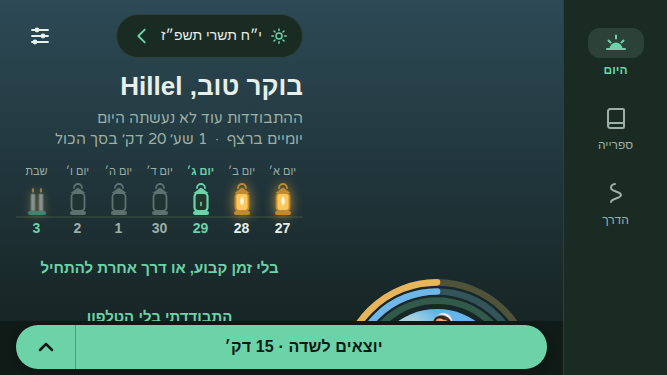 היום
ספרייה
הדרך
י״ח תשרי תשפ״ז
בוקר טוב, Hillel
ההתבודדות עוד לא נעשתה היום
יומיים ברצף · 1 שע׳ 20 דק׳ בסך הכול
יום א׳ יום ב׳ יום ג׳ יום ד׳ יום ה׳ יום ו׳ שבת
27 28 29 30 1 2 3
בלי זמן קבוע, או דרך אחרת להתחיל
התבודדתי בלי הטלפון
יוצאים לשדה · 15 דק׳